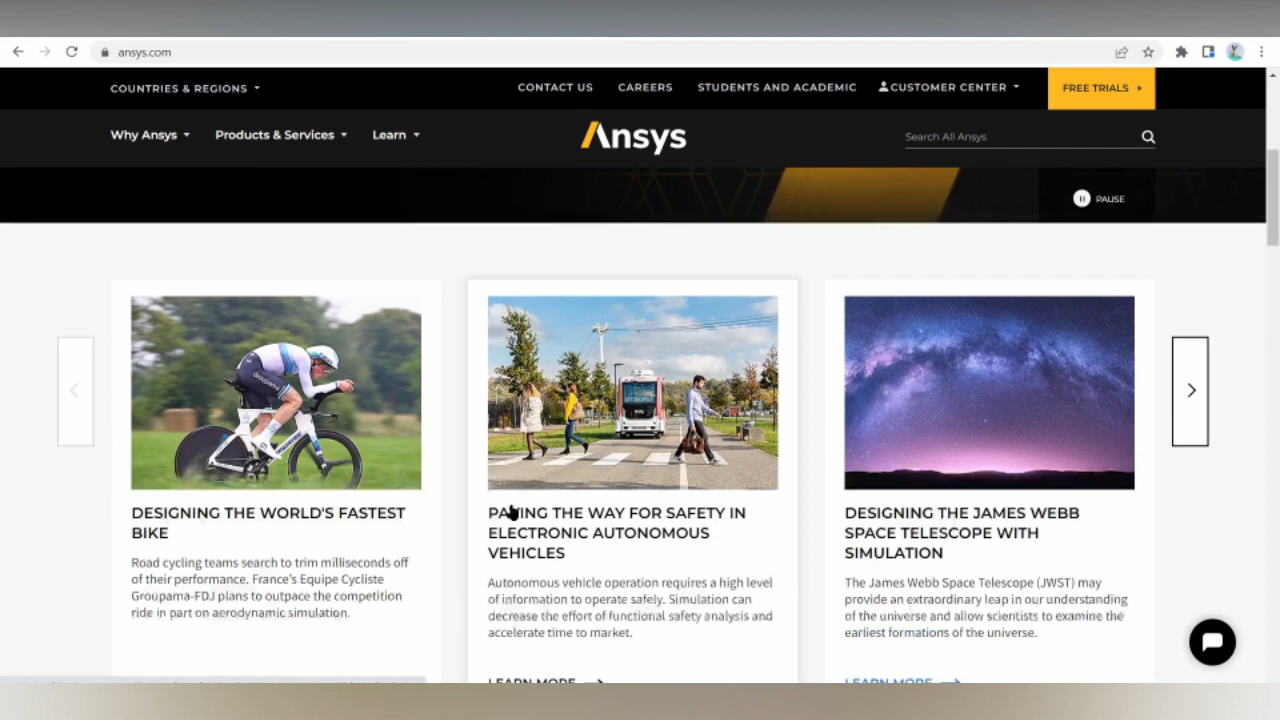 ansys.com
COUNTRIES & REGIONS
CONTACT US
CAREERS
STUDENTS AND ACADEMIC
CUSTOMER CENTER
FREE TRIALS
Why Ansys
Products & Services
Learn
Ansys
Search All Ansys
PAUSE
DESIGNING THE WORLD'S FASTEST
BIKE
Road cycling teams search to trim milliseconds off
of their performance. France's Equipe Cycliste
Groupama-FDJ plans to outpace the competition
ride in part on aerodynamic simulation.
PAVING THE WAY FOR SAFETY IN
ELECTRONIC AUTONOMOUS
VEHICLES
Autonomous vehicle operation requires a high level
of information to operate safely. Simulation can
decrease the effort of functional safety analysis and
accelerate time to market.
LEARN MORE
DESIGNING THE JAMES WEBB
SPACE TELESCOPE WITH
SIMULATION
The James Webb Space Telescope (JWST) may
provide an extraordinary leap in our understanding
of the universe and allow scientists to examine the
earliest formations of the universe.
LEARN MORE